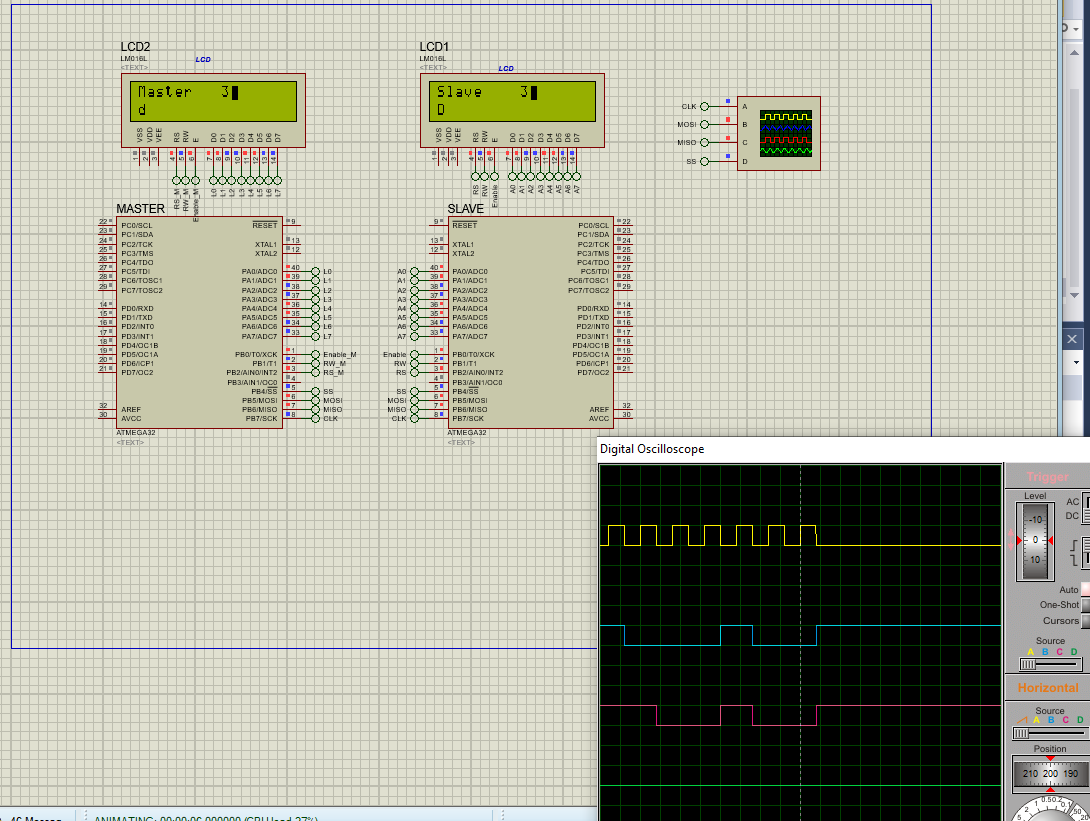 LCD2
LM016L
<TEXT>
LCD
Master 3
d
VSS VDD VEE RS RW E D0 D1 D2 D3 D4 D5 D6 D7
1 2 3 4 5 6 7 8 9 10 11 12 13 14
RS_M RW_M Enable_M L0 L1 L2 L3 L4 L5 L6 L7
LCD1
LM016L
<TEXT>
LCD
Slave 3
D
VSS VDD VEE RS RW E D0 D1 D2 D3 D4 D5 D6 D7
1 2 3 4 5 6 7 8 9 10 11 12 13 14
RS RW Enable A0 A1 A2 A3 A4 A5 A6 A7
CLK A
MOSI B
MISO C
SS D
MASTER
22 PC0/SCL RESET 9
23 PC1/SDA
24 PC2/TCK XTAL1 13
25 PC3/TMS XTAL2 12
26 PC4/TDO
27 PC5/TDI PA0/ADC0 40 L0
28 PC6/TOSC1 PA1/ADC1 39 L1
29 PC7/TOSC2 PA2/ADC2 38 L2
PA3/ADC3 37 L3
14 PD0/RXD PA4/ADC4 36 L4
15 PD1/TXD PA5/ADC5 35 L5
16 PD2/INT0 PA6/ADC6 34 L6
17 PD3/INT1 PA7/ADC7 33 L7
18 PD4/OC1B
19 PD5/OC1A PB0/T0/XCK 1 Enable_M
20 PD6/ICP1 PB1/T1 2 RW_M
21 PD7/OC2 PB2/AIN0/INT2 3 RS_M
PB3/AIN1/OC0 4
PB4/SS 5 SS
PB5/MOSI 6 MOSI
32 AREF PB6/MISO 7 MISO
30 AVCC PB7/SCK 8 CLK
ATMEGA32
<TEXT>
SLAVE
9 RESET PC0/SCL 22
PC1/SDA 23
13 XTAL1 PC2/TCK 24
12 XTAL2 PC3/TMS 25
PC4/TDO 26
A0 40 PA0/ADC0 PC5/TDI 27
A1 39 PA1/ADC1 PC6/TOSC1 28
A2 38 PA2/ADC2 PC7/TOSC2 29
A3 37 PA3/ADC3
A4 36 PA4/ADC4 PD0/RXD 14
A5 35 PA5/ADC5 PD1/TXD 15
A6 34 PA6/ADC6 PD2/INT0 16
A7 33 PA7/ADC7 PD3/INT1 17
PD4/OC1B 18
Enable 1 PB0/T0/XCK PD5/OC1A 19
RW 2 PB1/T1 PD6/ICP1 20
RS 3 PB2/AIN0/INT2 PD7/OC2 21
4 PB3/AIN1/OC0
SS 5 PB4/SS
MOSI 6 PB5/MOSI
MISO 7 PB6/MISO AREF 32
CLK 8 PB7/SCK AVCC 30
ATMEGA32
<TEXT>
Digital Oscilloscope
Trigger
Level
AC
DC
-10
0
10
Auto
One-Shot
Cursors
Source
A B C D
Horizontal
Source
A B C D
Position
210 200 190